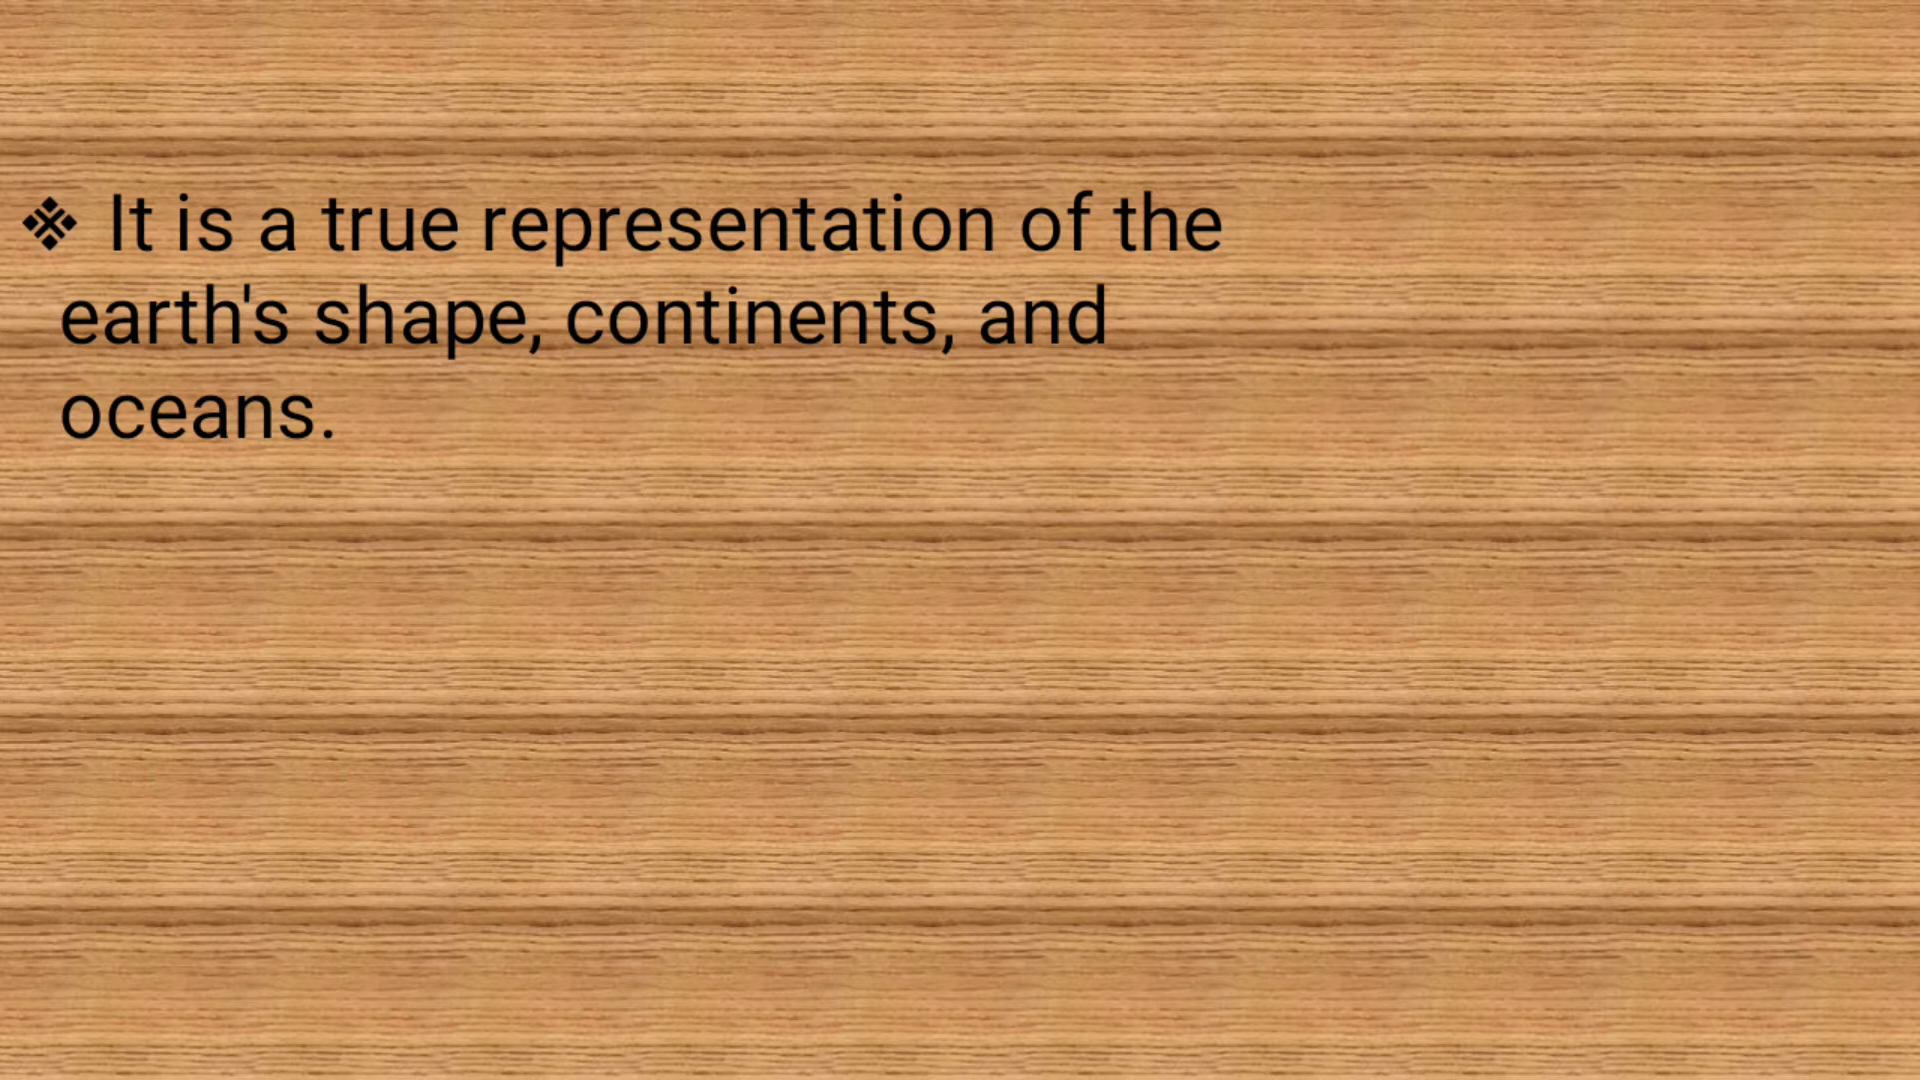 ❖ It is a true representation of the
earth's shape, continents, and
oceans.